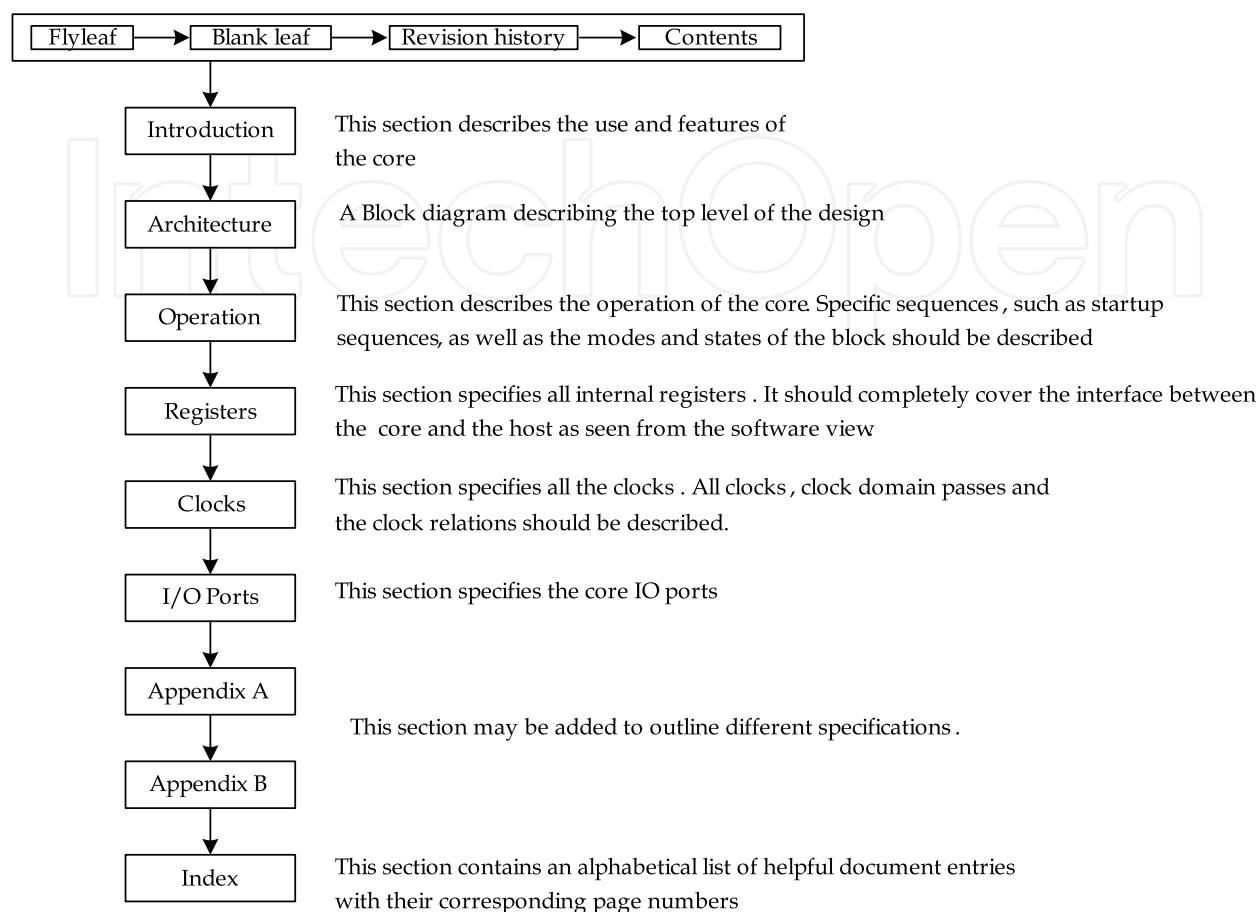 Flyleaf Blank leaf Revision history Contents
Introduction
This section describes the use and features of
the core
IntechOpen
Architecture
A Block diagram describing the top level of the design
Operation
This section describes the operation of the core. Specific sequences , such as startup
sequences, as well as the modes and states of the block should be described
Registers
This section specifies all internal registers . It should completely cover the interface between
the core and the host as seen from the software view.
Clocks
This section specifies all the clocks . All clocks , clock domain passes and
the clock relations should be described.
I/O Ports
This section specifies the core IO ports
Appendix A
This section may be added to outline different specifications .
Appendix B
Index
This section contains an alphabetical list of helpful document entries
with their corresponding page numbers